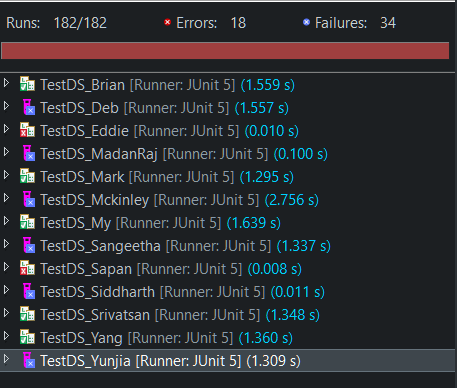 Runs: 182/182 Errors: 18 Failures: 34
TestDS_Brian [Runner: JUnit 5] (1.559 s)
TestDS_Deb [Runner: JUnit 5] (1.557 s)
TestDS_Eddie [Runner: JUnit 5] (0.010 s)
TestDS_MadanRaj [Runner: JUnit 5] (0.100 s)
TestDS_Mark [Runner: JUnit 5] (1.295 s)
TestDS_Mckinley [Runner: JUnit 5] (2.756 s)
TestDS_My [Runner: JUnit 5] (1.639 s)
TestDS_Sangeetha [Runner: JUnit 5] (1.337 s)
TestDS_Sapan [Runner: JUnit 5] (0.008 s)
TestDS_Siddharth [Runner: JUnit 5] (0.011 s)
TestDS_Srivatsan [Runner: JUnit 5] (1.348 s)
TestDS_Yang [Runner: JUnit 5] (1.360 s)
TestDS_Yunjia [Runner: JUnit 5] (1.309 s)